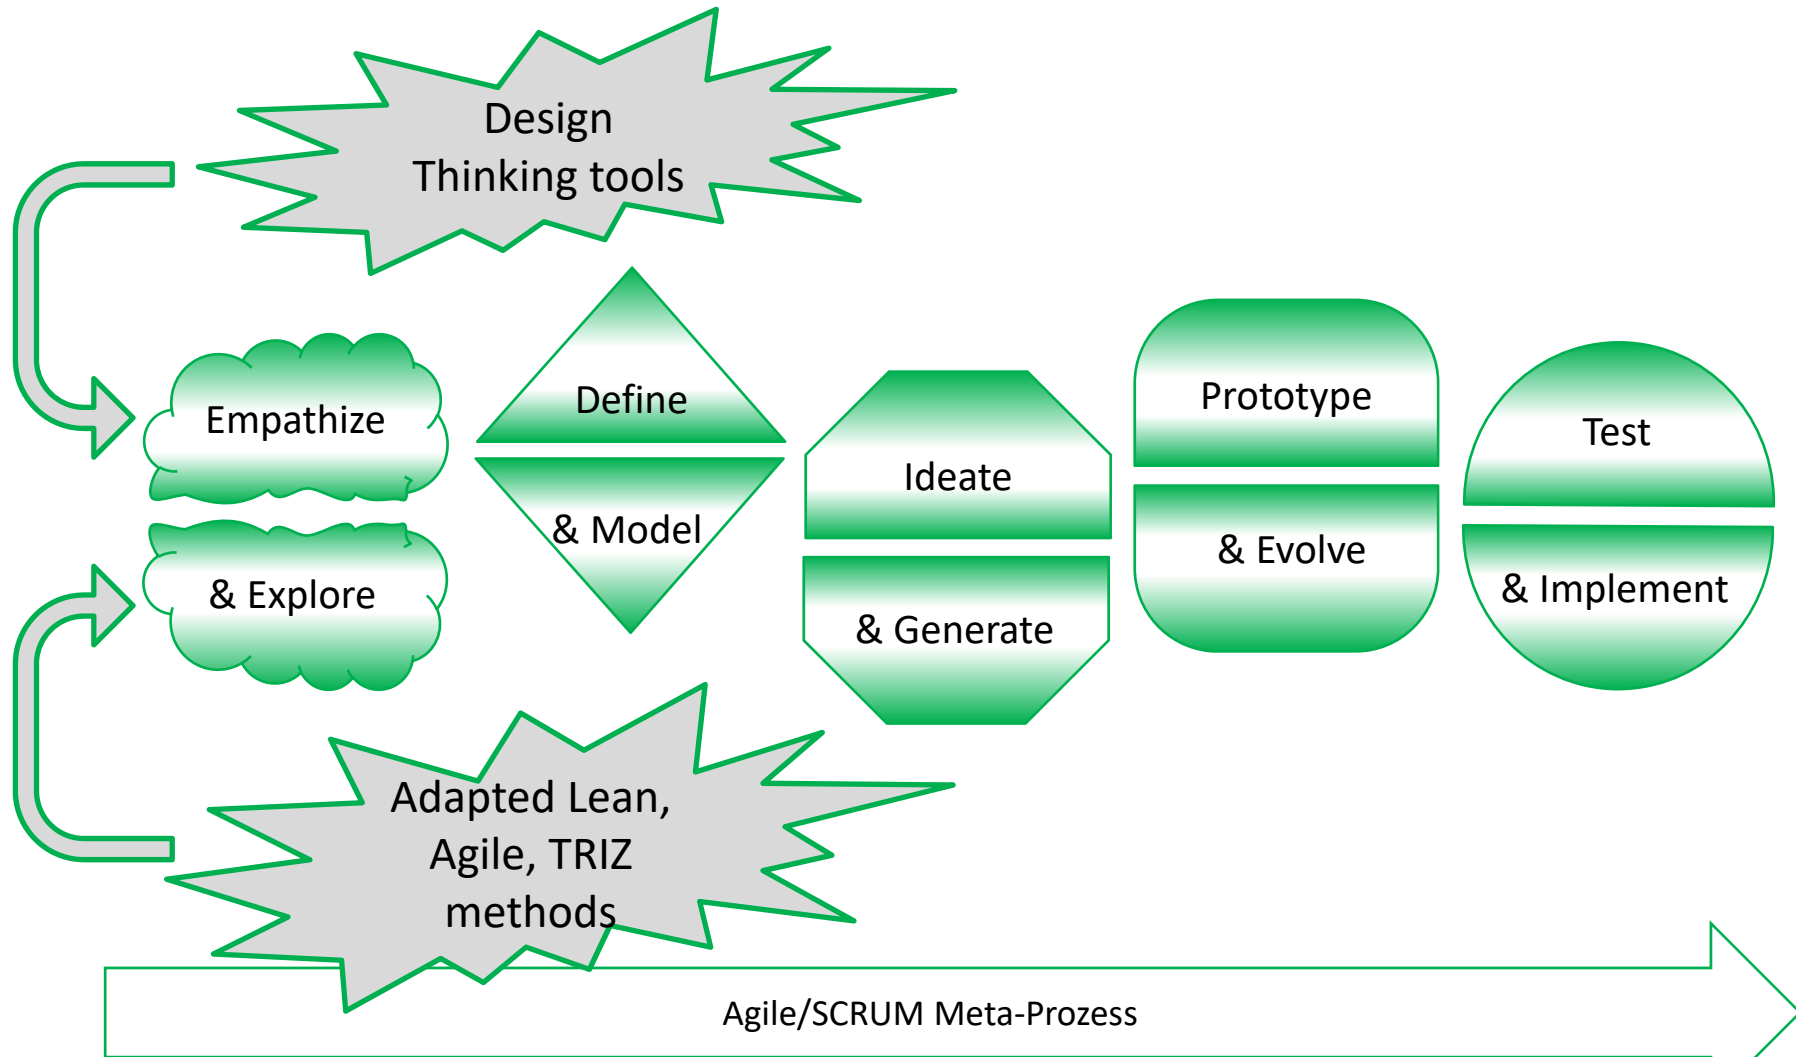 Design
Thinking tools
Empathize
& Explore
Define
& Model
Ideate
& Generate
Prototype
& Evolve
Test
& Implement
Adapted Lean,
Agile, TRIZ
methods
Agile/SCRUM Meta-Prozess